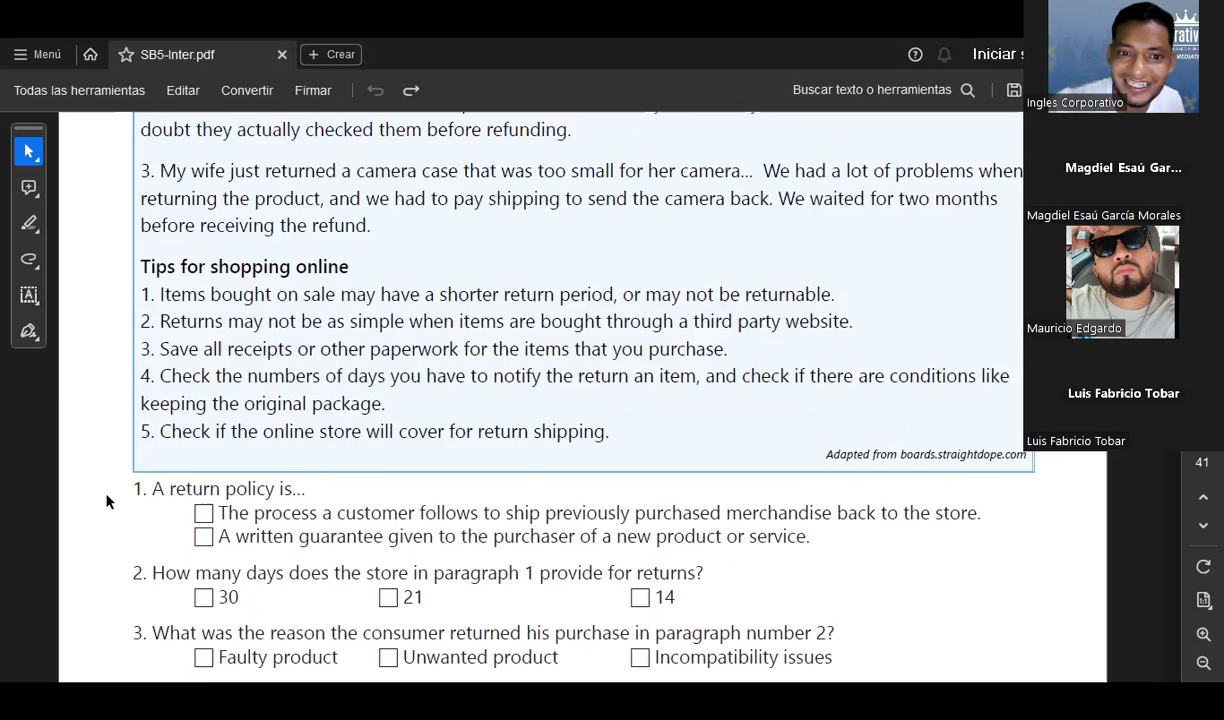 Menú
SB5-Inter.pdf
Crear
Iniciar s
Todas las herramientas
Editar
Convertir
Firmar
Buscar texto o herramientas
doubt they actually checked them before refunding.
3. My wife just returned a camera case that was too small for her camera... We had a lot of problems when
returning the product, and we had to pay shipping to send the camera back. We waited for two months
before receiving the refund.
Tips for shopping online
1. Items bought on sale may have a shorter return period, or may not be returnable.
2. Returns may not be as simple when items are bought through a third party website.
3. Save all receipts or other paperwork for the items that you purchase.
4. Check the numbers of days you have to notify the return an item, and check if there are conditions like
keeping the original package.
5. Check if the online store will cover for return shipping.
Adapted from boards.straightdope.com
1. A return policy is...
The process a customer follows to ship previously purchased merchandise back to the store.
A written guarantee given to the purchaser of a new product or service.
2. How many days does the store in paragraph 1 provide for returns?
30 21 14
3. What was the reason the consumer returned his purchase in paragraph number 2?
Faulty product Unwanted product Incompatibility issues
Ingles Corporativo
Magdiel Esaú Gar...
Magdiel Esaú García Morales
Mauricio Edgardo
Luis Fabricio Tobar
Luis Fabricio Tobar
41